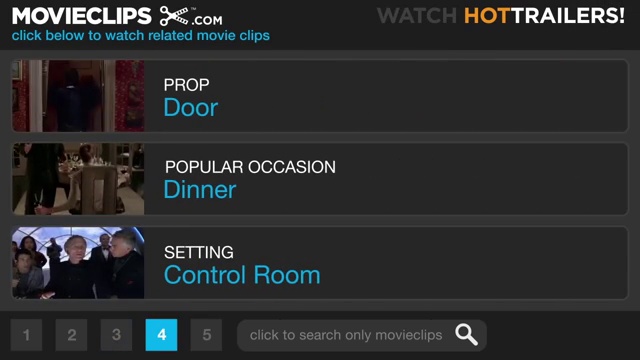 MOVIECLIPS .COM
WATCH HOTTRAILERS!
click below to watch related movie clips
PROP
Door
POPULAR OCCASION
Dinner
SETTING
Control Room
1 2 3 4 5 click to search only movieclips